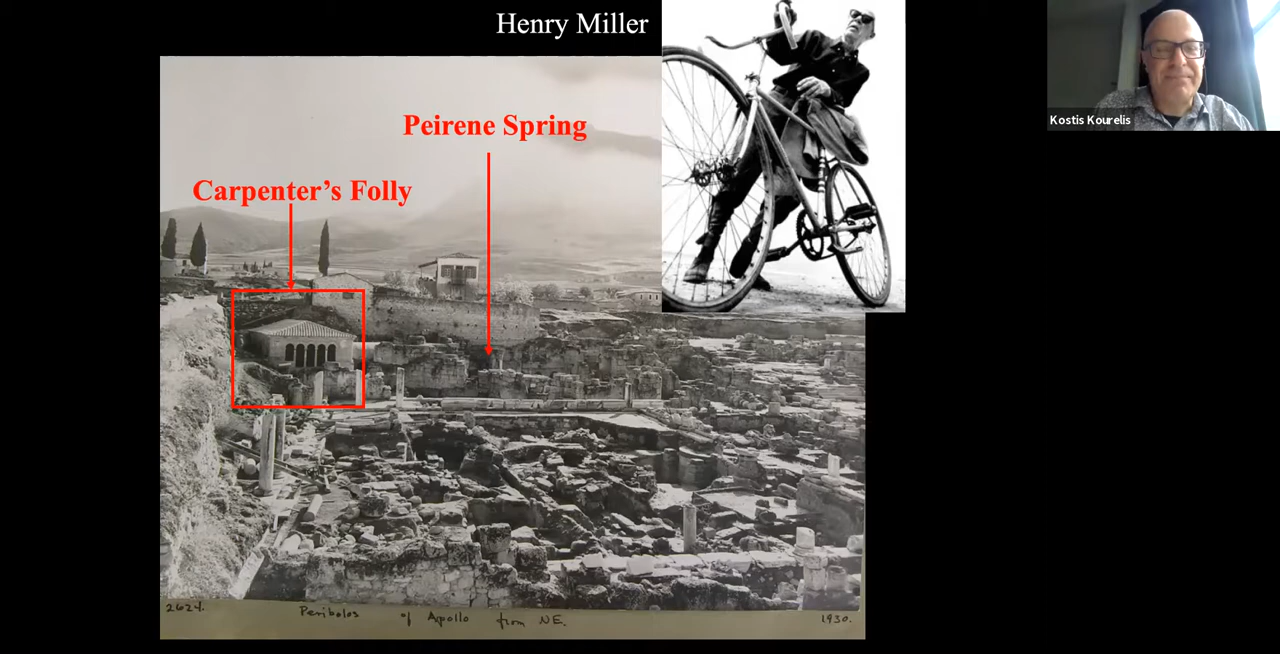 Henry Miller
Kostis Kourelis
Peirene Spring
Carpenter's Folly
2624. Peribolos of Apollo from NE. 1930.